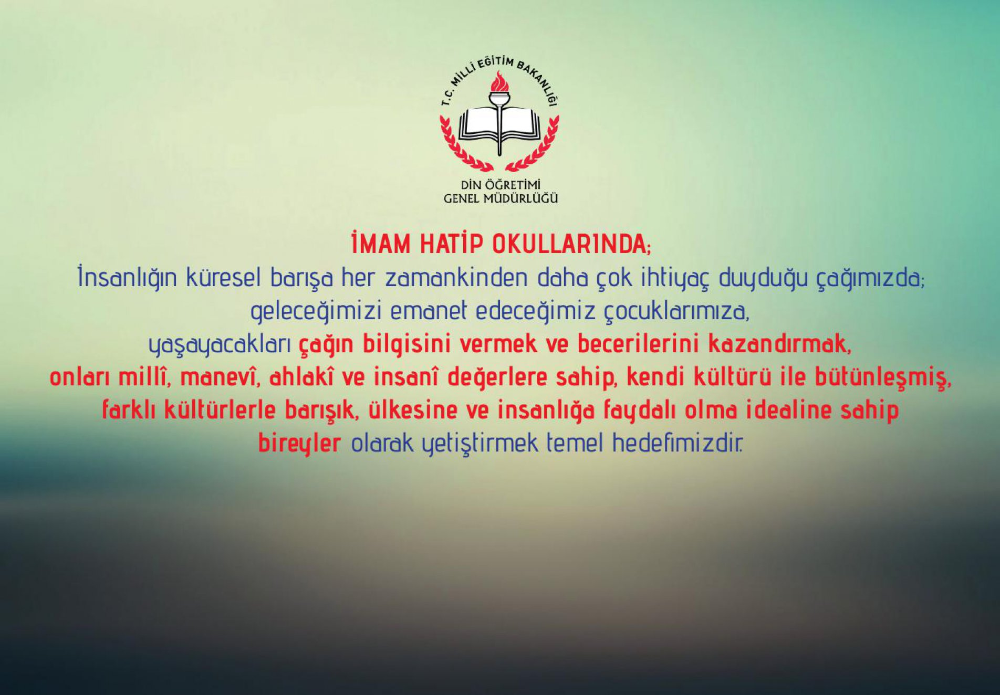 T.C. MİLLÎ EĞİTİM BAKANLIĞI
DİN ÖĞRETİMİ
GENEL MÜDÜRLÜĞÜ
İMAM HATİP OKULLARINDA;
İnsanlığın küresel barışa her zamankinden daha çok ihtiyaç duyduğu çağımızda;
geleceğimizi emanet edeceğimiz çocuklarımıza,
yaşayacakları çağın bilgisini vermek ve becerilerini kazandırmak,
onları millî, manevî, ahlakî ve insanî değerlere sahip, kendi kültürü ile bütünleşmiş,
farklı kültürlerle barışık, ülkesine ve insanlığa faydalı olma idealine sahip
bireyler olarak yetiştirmek temel hedefimizdir.